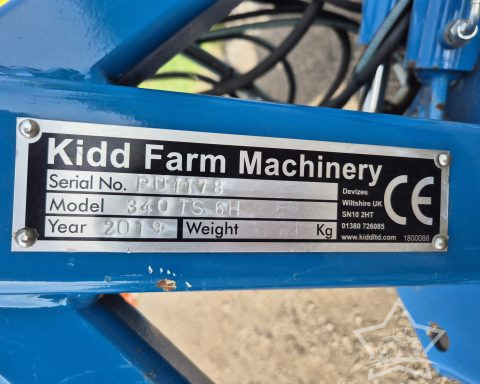 Kidd Farm Machinery
Serial No. PU1178
Model 340 TS 6H
Year 2019 Weight Kg
Devizes
Wiltshire UK
SN10 2HT
01380 726085
www.kiddltd.com
1800088
CE